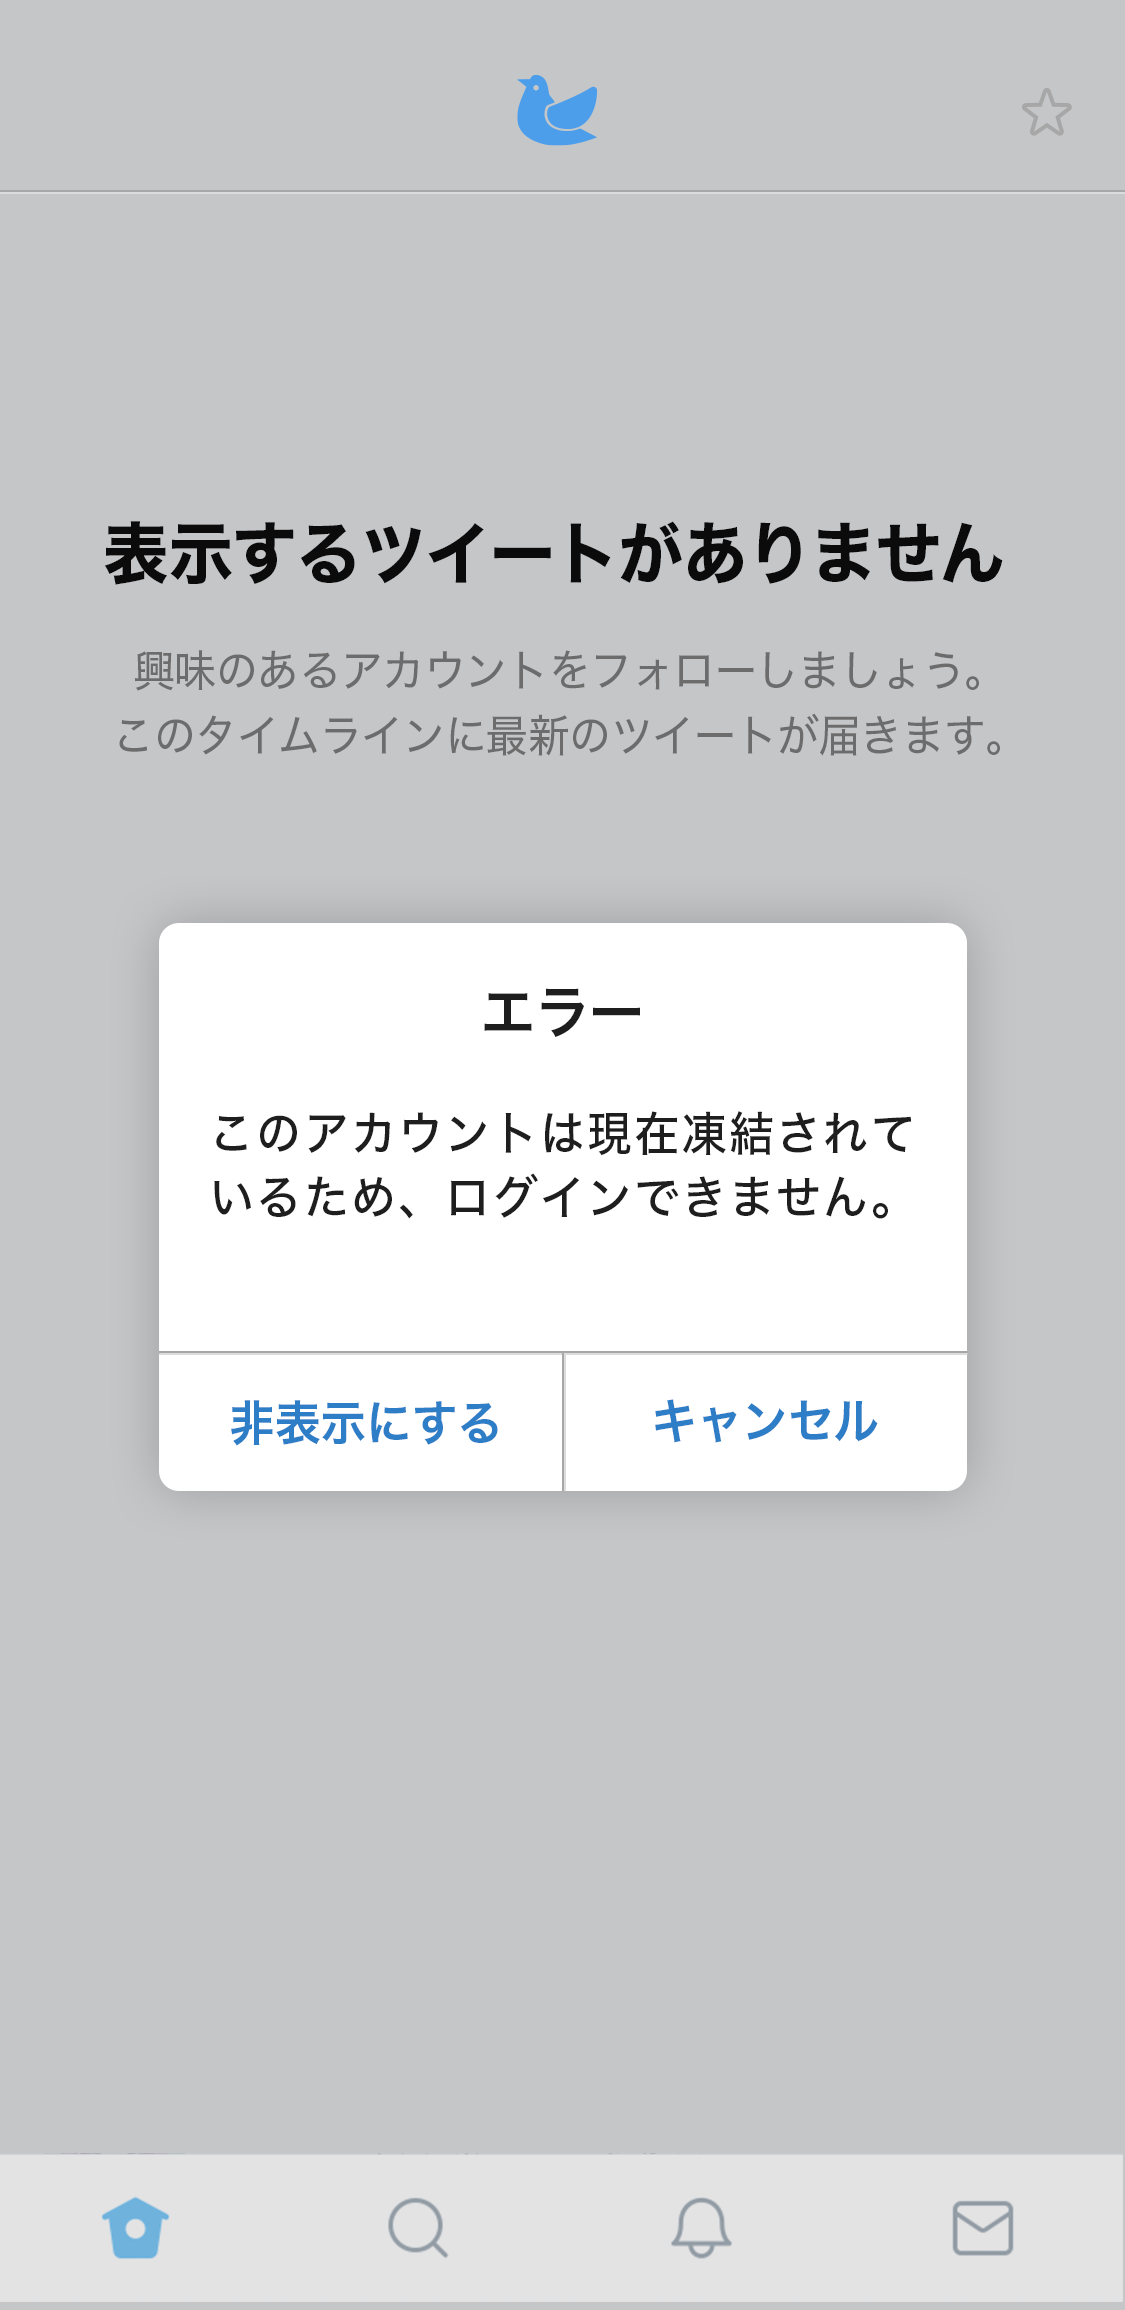 表示するツイートがありません
興味のあるアカウントをフォローしましょう。
このタイムラインに最新のツイートが届きます。
エラー
このアカウントは現在凍結されて
いるため、ログインできません。
非表示にする
キャンセル